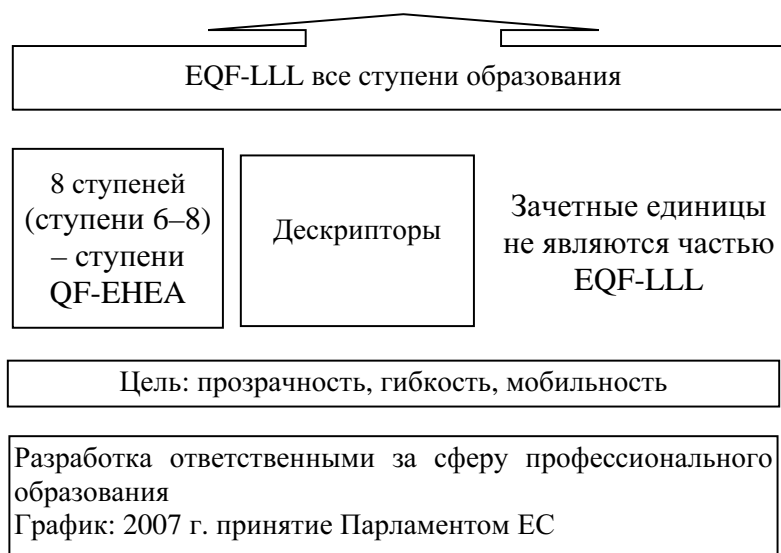 EQF-LLL все ступени образования
8 ступеней
(ступени 6–8)
– ступени
QF-EHEA
Дескрипторы
Зачетные единицы
не являются частью
EQF-LLL
Цель: прозрачность, гибкость, мобильность
Разработка ответственными за сферу профессионального
образования
График: 2007 г. принятие Парламентом ЕС